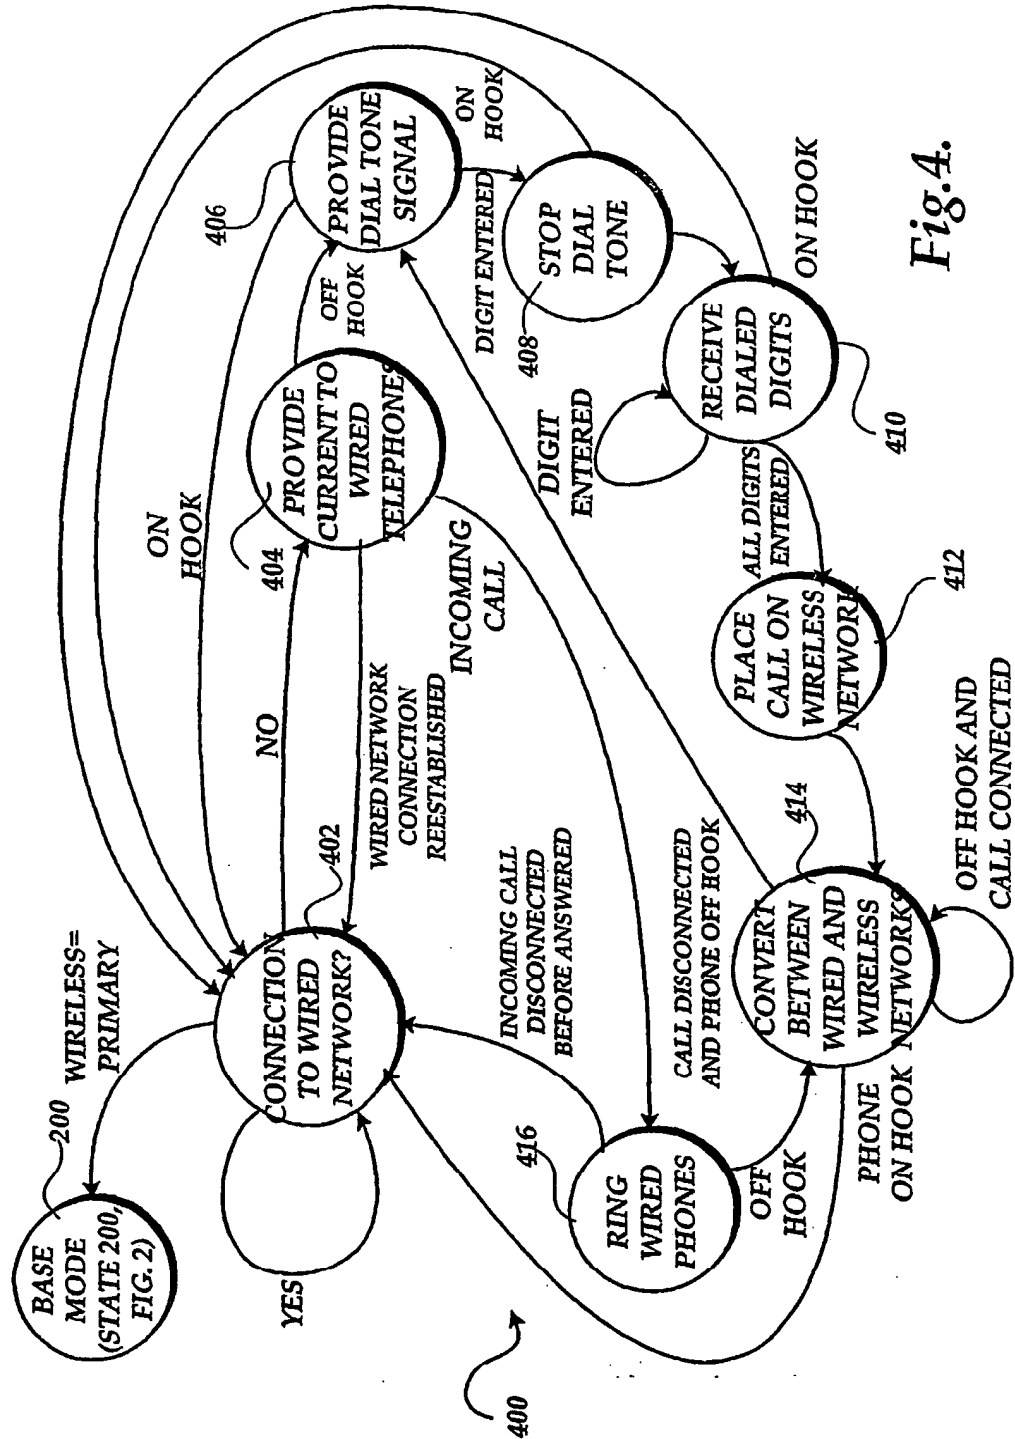 BASE
MODE
(STATE 200,
FIG. 2)
200
WIRELESS=
PRIMARY
YES
CONNECTION
TO WIRED
NETWORK?
402
NO
WIRED NETWORK
CONNECTION
REESTABLISHED
ON
HOOK
404
PROVIDE
CURRENT TO
WIRED
TELEPHONES
OFF
HOOK
406
PROVIDE
DIAL TONE
SIGNAL
ON
HOOK
DIGIT ENTERED
408
STOP
DIAL
TONE
INCOMING
CALL
DIGIT
ENTERED
RECEIVE
DIALED
DIGITS
410
ON HOOK
ALL DIGITS
ENTERED
PLACE
CALL ON
WIRELESS
NETWORK
412
INCOMING CALL
DISCONNECTED
BEFORE ANSWERED
416
RING
WIRED
PHONES
OFF
HOOK
CALL DISCONNECTED
AND PHONE OFF HOOK
414
CONVERT
BETWEEN
WIRED AND
WIRELESS
NETWORKS
PHONE
ON HOOK
OFF HOOK AND
CALL CONNECTED
400
Fig.4.